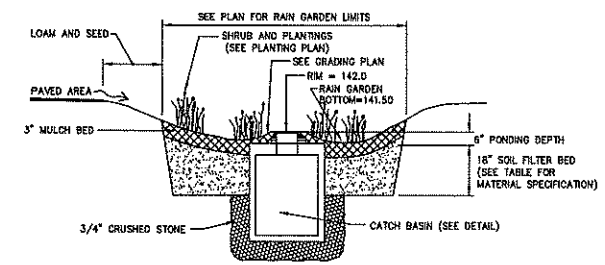 SEE PLAN FOR RAIN GARDEN LIMITS
LOAM AND SEED
SHRUB AND PLANTINGS
(SEE PLANTING PLAN)
SEE GRADING PLAN
RIM = 142.0
RAIN GARDEN
BOTTOM=141.50
PAVED AREA
3" MULCH BED
6" PONDING DEPTH
18" SOIL FILTER BED
(SEE TABLE FOR
MATERIAL SPECIFICATION)
3/4" CRUSHED STONE
CATCH BASIN (SEE DETAIL)